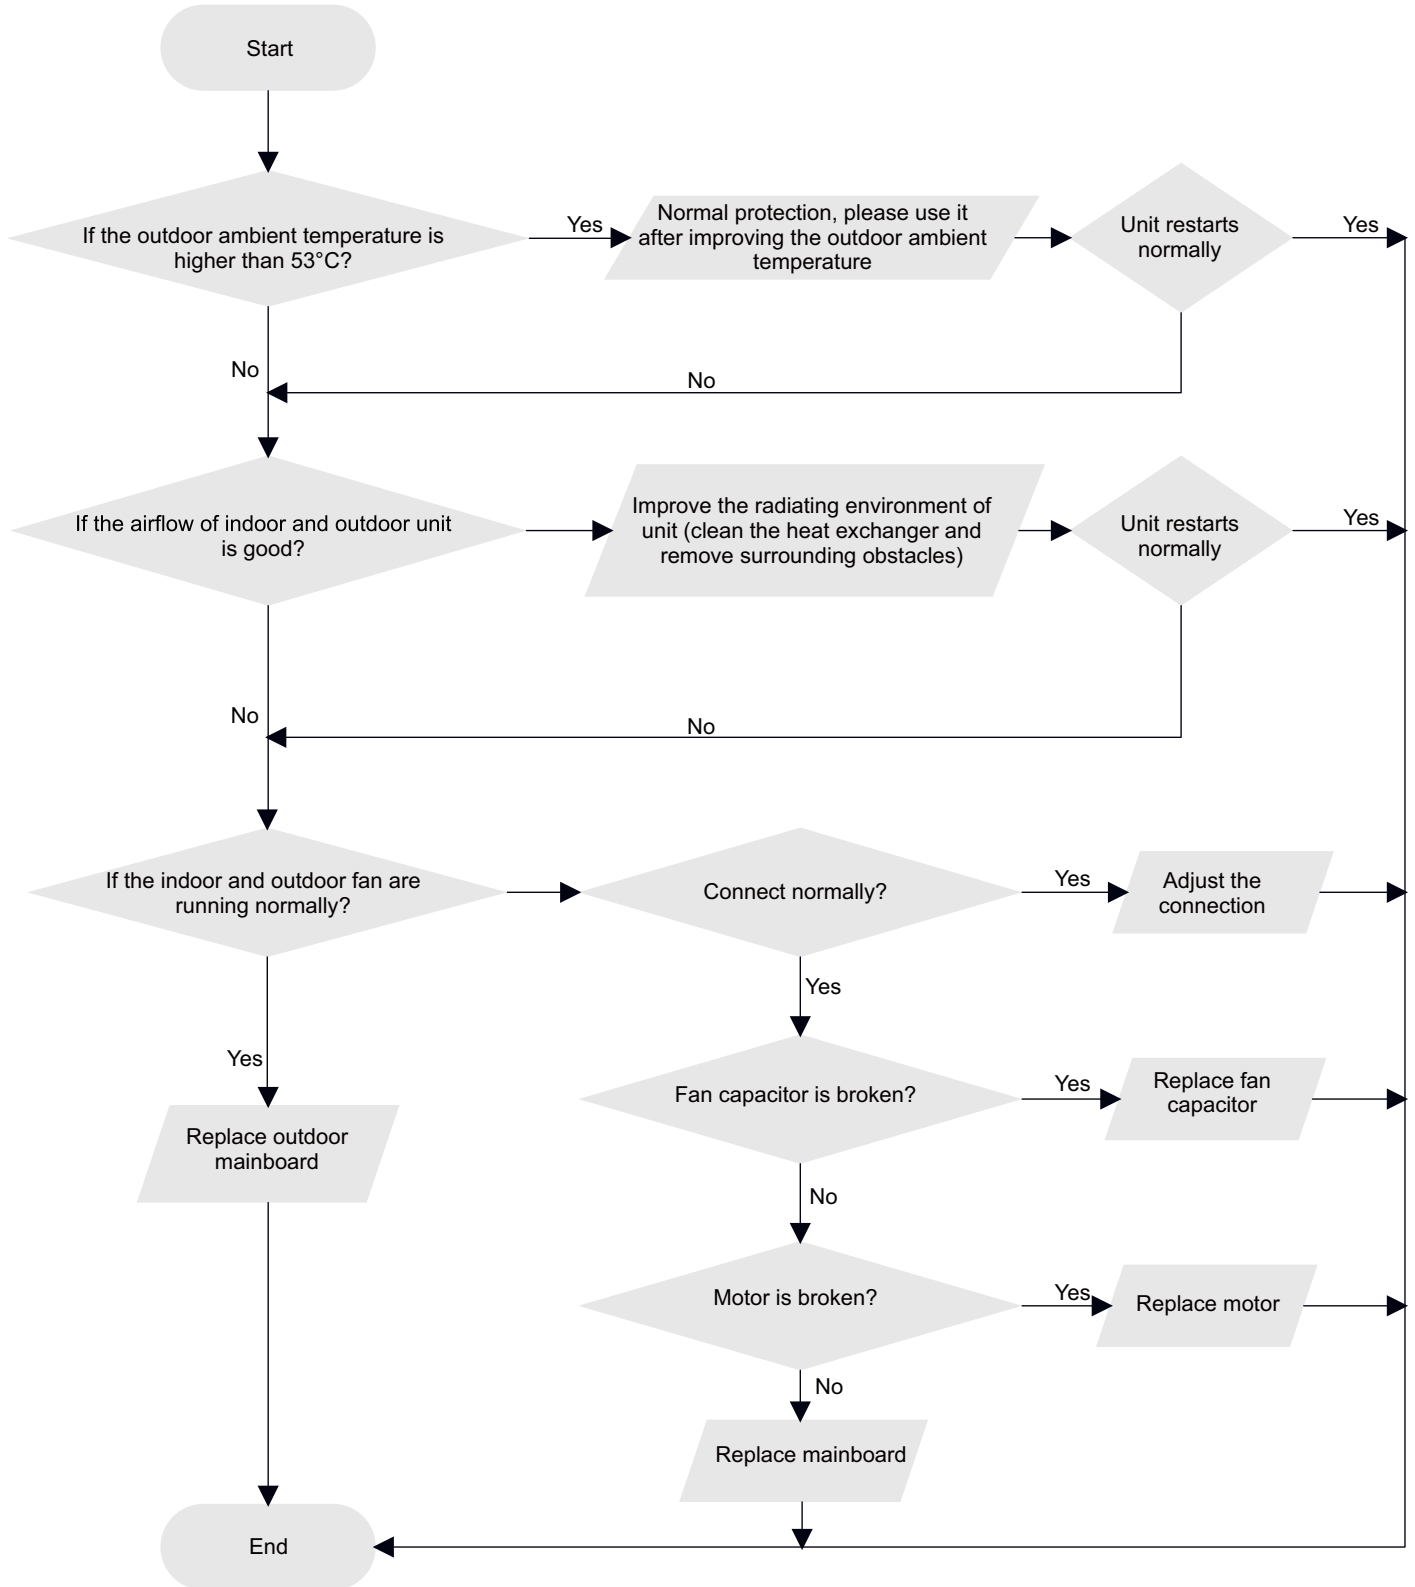 Start
If the outdoor ambient temperature is
higher than 53°C?
Yes
Normal protection, please use it
after improving the outdoor ambient
temperature
Unit restarts
normally
Yes
No
No
If the airflow of indoor and outdoor unit
is good?
Improve the radiating environment of
unit (clean the heat exchanger and
remove surrounding obstacles)
Unit restarts
normally
Yes
No
No
If the indoor and outdoor fan are
running normally?
Connect normally?
Yes
Adjust the
connection
Yes
Yes
Fan capacitor is broken?
Yes
Replace fan
capacitor
Replace outdoor
mainboard
No
Motor is broken?
Yes
Replace motor
No
Replace mainboard
End